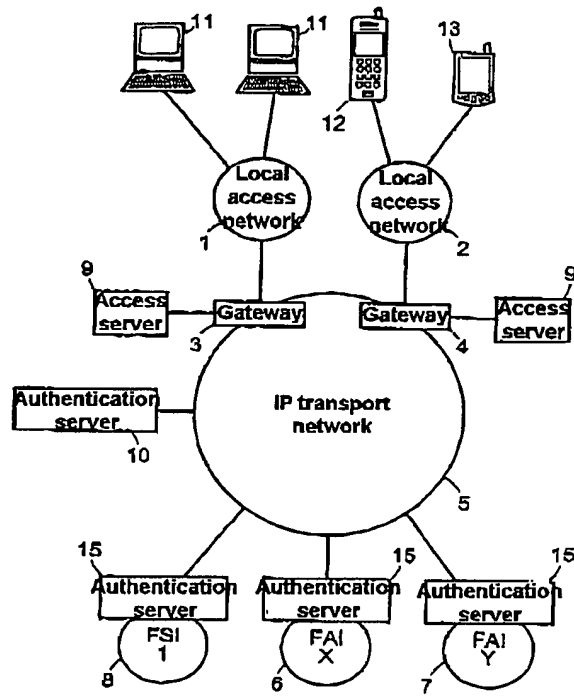 11
11
12
13
Local
access
network
1
Local
access
network
2
9
Access
server
Gateway
3
Gateway
4
9
Access
server
Authentication
server
10
IP transport
network
5
15
Authentication
server
FSI
1
8
15
Authentication
server
FAI
X
6
15
Authentication
server
FAI
Y
7